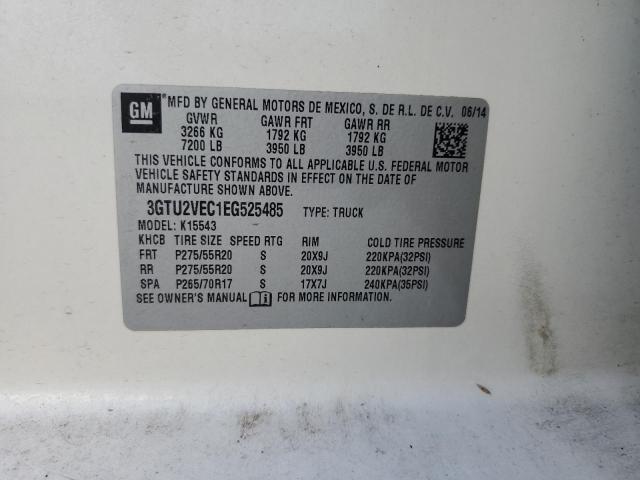 GM MFD BY GENERAL MOTORS DE MEXICO, S. DE R.L. DE C.V. 06/14
GVWR GAWR FRT GAWR RR
3266 KG 1792 KG 1792 KG
7200 LB 3950 LB 3950 LB
THIS VEHICLE CONFORMS TO ALL APPLICABLE U.S. FEDERAL MOTOR
VEHICLE SAFETY STANDARDS IN EFFECT ON THE DATE OF
MANUFACTURE SHOWN ABOVE.
3GTU2VEC1EG525485 TYPE: TRUCK
MODEL: K15543
KHCB TIRE SIZE SPEED RTG RIM COLD TIRE PRESSURE
FRT P275/55R20 S 20X9J 220KPA(32PSI)
RR P275/55R20 S 20X9J 220KPA(32PSI)
SPA P265/70R17 S 17X7J 240KPA(35PSI)
SEE OWNER'S MANUAL FOR MORE INFORMATION.